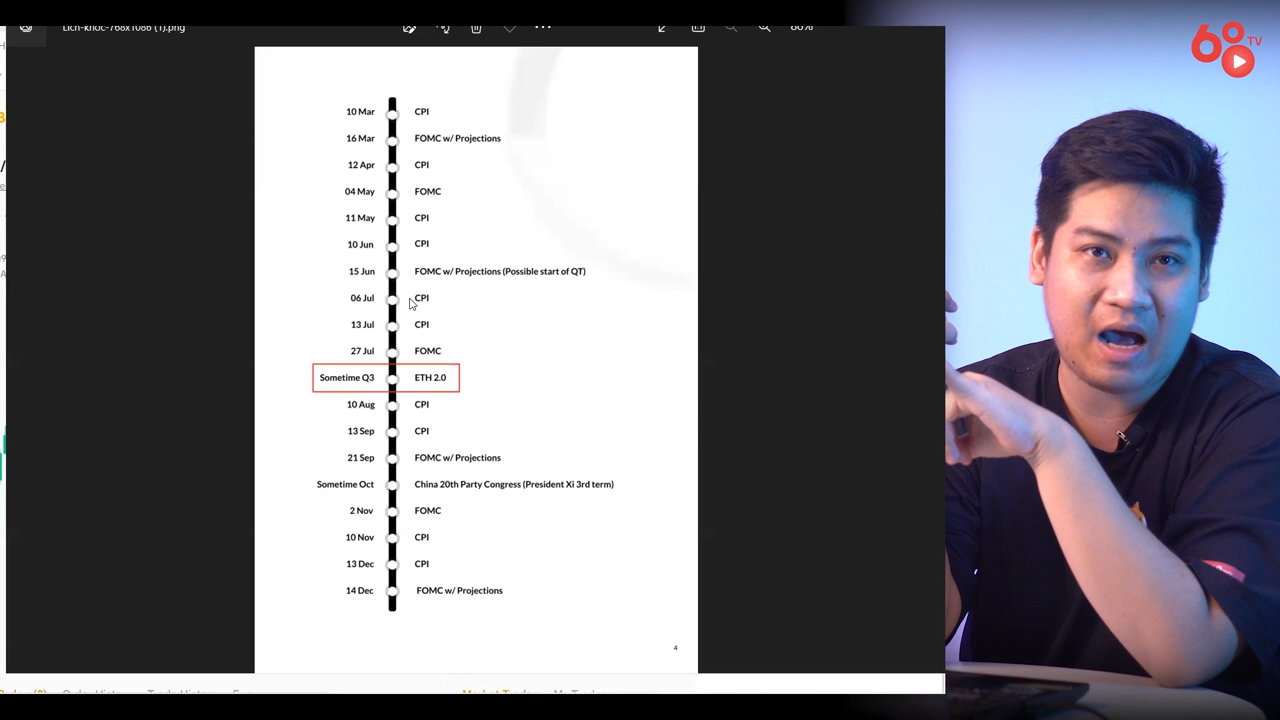 Lich-khoc-768x1086 (1).png
80%
10 Mar CPI
16 Mar FOMC w/ Projections
12 Apr CPI
04 May FOMC
11 May CPI
10 Jun CPI
15 Jun FOMC w/ Projections (Possible start of QT)
06 Jul CPI
13 Jul CPI
27 Jul FOMC
Sometime Q3 ETH 2.0
10 Aug CPI
13 Sep CPI
21 Sep FOMC w/ Projections
Sometime Oct China 20th Party Congress (President Xi 3rd term)
2 Nov FOMC
10 Nov CPI
13 Dec CPI
14 Dec FOMC w/ Projections
4
TV